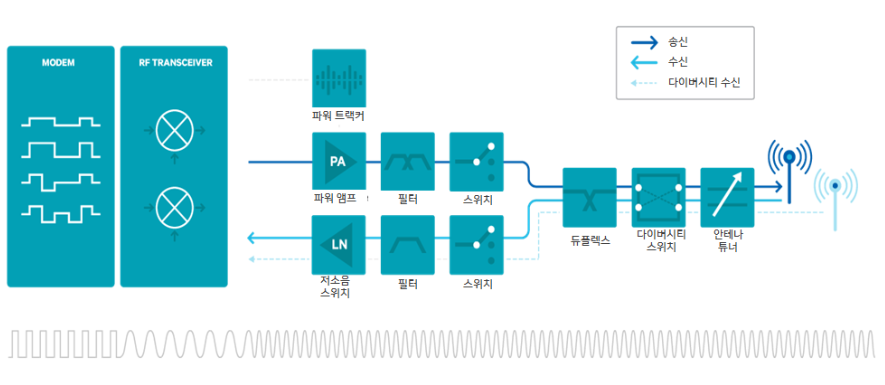 송신
수신
다이버시티 수신
MODEM
RF TRANSCEIVER
파워 트랙커
PA
파워 앰프
필터
스위치
LN
저소음
스위치
필터
스위치
듀플렉스
다이버시티
스위치
안테나
튜너